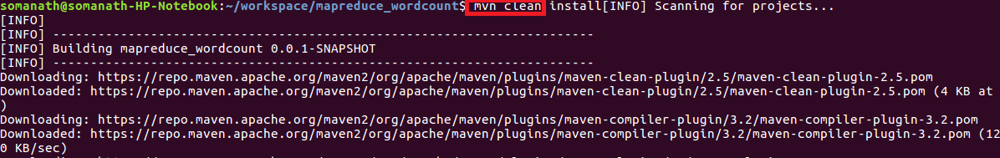 somanath@somanath-HP-Notebook:~/workspace/mapreduce_wordcount$ mvn clean install[INFO] Scanning for projects...
[INFO]
[INFO] ------------------------------------------------------------------------
[INFO] Building mapreduce_wordcount 0.0.1-SNAPSHOT
[INFO] ------------------------------------------------------------------------
Downloading: https://repo.maven.apache.org/maven2/org/apache/maven/plugins/maven-clean-plugin/2.5/maven-clean-plugin-2.5.pom
Downloaded: https://repo.maven.apache.org/maven2/org/apache/maven/plugins/maven-clean-plugin/2.5/maven-clean-plugin-2.5.pom (4 KB at
)
Downloading: https://repo.maven.apache.org/maven2/org/apache/maven/plugins/maven-compiler-plugin/3.2/maven-compiler-plugin-3.2.pom
Downloaded: https://repo.maven.apache.org/maven2/org/apache/maven/plugins/maven-compiler-plugin/3.2/maven-compiler-plugin-3.2.pom (12
0 KB/sec)